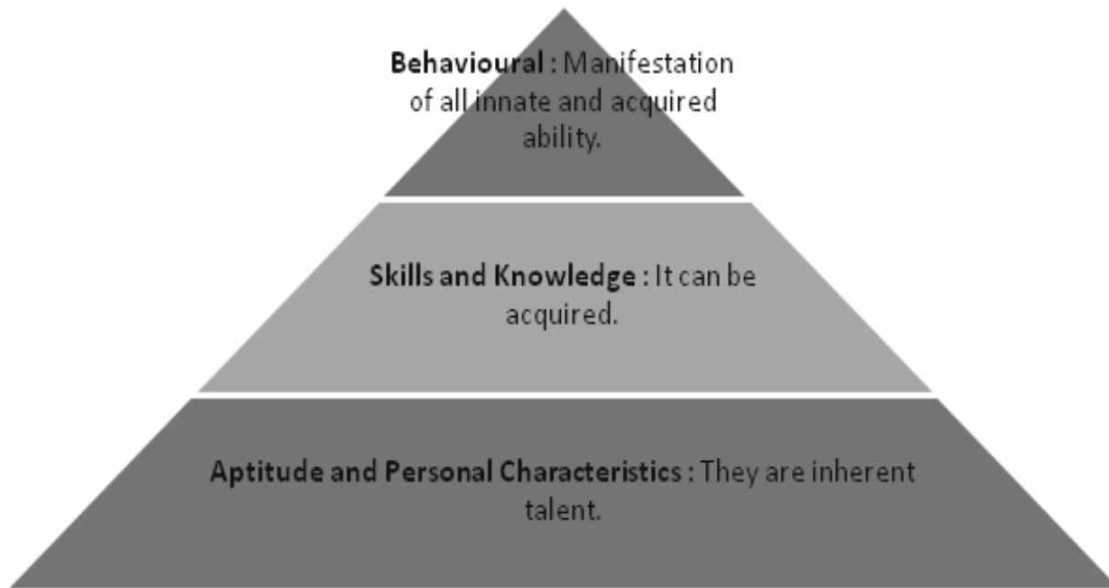 Behavioural : Manifestation
of all innate and acquired
ability.
Skills and Knowledge : It can be
acquired.
Aptitude and Personal Characteristics : They are inherent
talent.